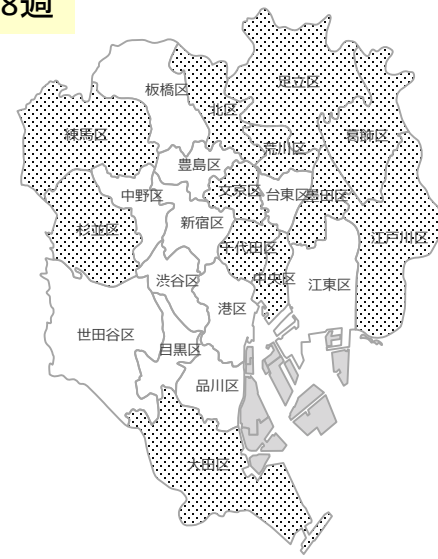 8週
足立区
板橋区
北区
練馬区
荒川区
葛飾区
豊島区
文京区
台東区
墨田区
中野区
新宿区
杉並区
千代田区
江戸川区
渋谷区
中央区
江東区
港区
世田谷区
目黒区
品川区
大田区